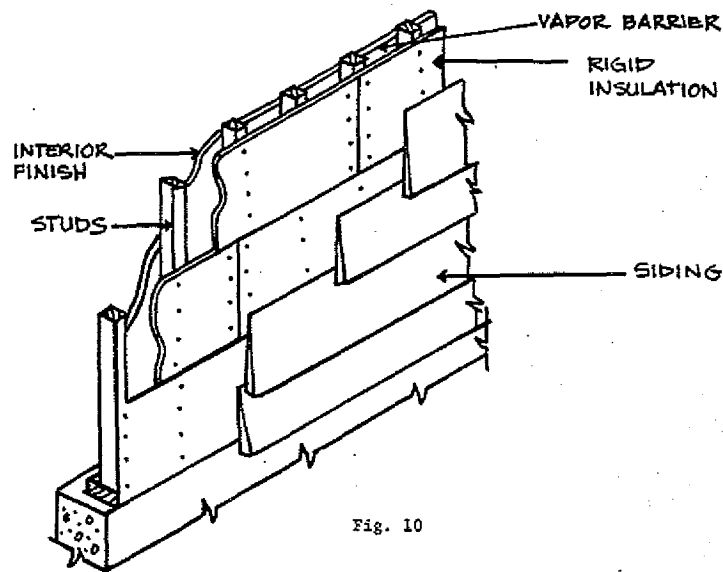 VAPOR BARRIER
RIGID
INSULATION
INTERIOR
FINISH
STUDS
SIDING
Fig. 10